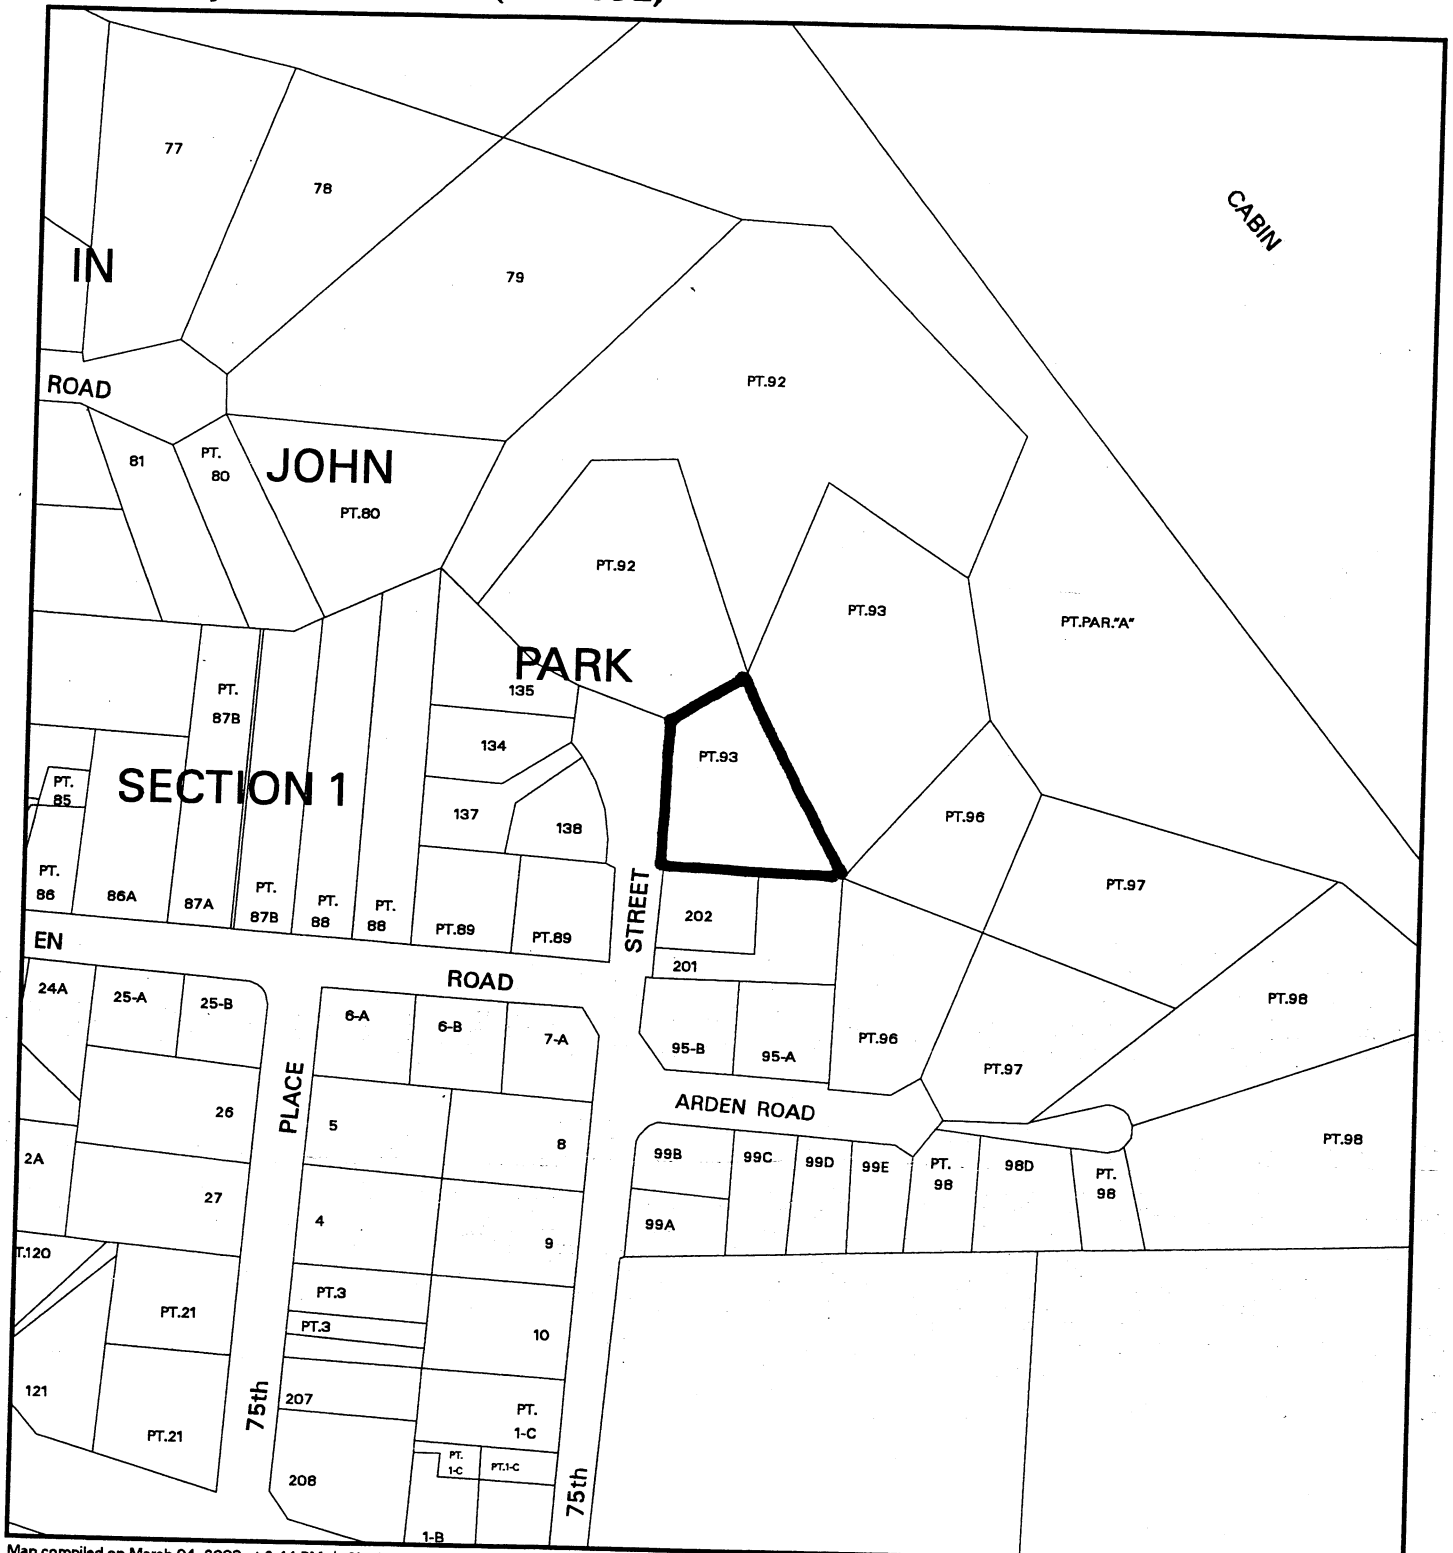 77
78
CABIN
IN
79
ROAD
PT.92
81
PT.
80
JOHN
PT.80
PT.92
PT.93
PT.PAR."A"
PARK
135
PT.
87B
134
PT.93
SECTION 1
PT.
85
137
138
PT.96
PT.
86
86A
87A
PT.
87B
PT.
88
PT.
88
PT.89
PT.89
STREET
202
PT.97
EN
ROAD
201
24A
25-A
25-B
6-A
6-B
7-A
95-B
95-A
PT.96
PT.98
PT.97
PLACE
26
5
8
ARDEN ROAD
2A
99B
99C
99D
99E
PT.
98
98D
PT.
98
PT.98
27
4
9
99A
T.120
PT.21
PT.3
PT.3
10
121
PT.21
75th
207
PT.
1-C
PT.
1-C
PT.1-C
208
75th
1-B